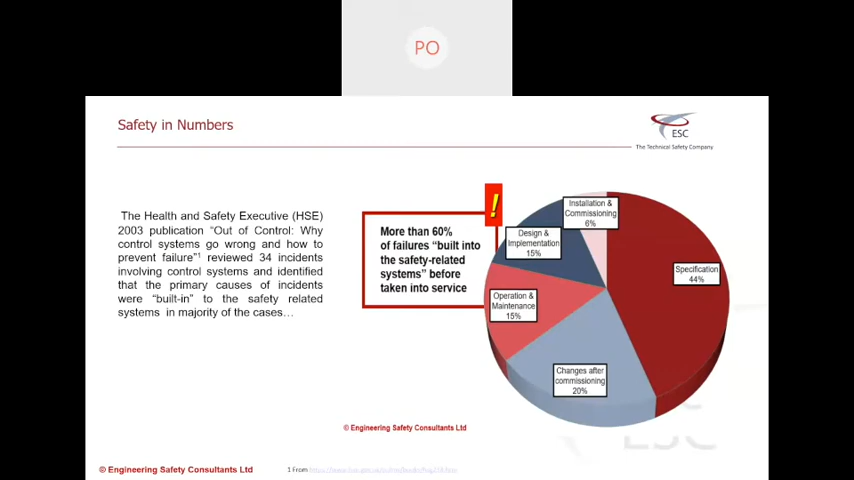 PO
Safety in Numbers
ESC
The Technical Safety Company
The Health and Safety Executive (HSE)
2003 publication “Out of Control: Why
control systems go wrong and how to
prevent failure”¹ reviewed 34 incidents
involving control systems and identified
that the primary causes of incidents
were “built-in” to the safety related
systems in majority of the cases…
!
More than 60%
of failures “built into
the safety-related
systems” before
taken into service
Installation &
Commissioning
6%
Design &
Implementation
15%
Specification
44%
Operation &
Maintenance
15%
Changes after
commissioning
20%
© Engineering Safety Consultants Ltd
ESC
© Engineering Safety Consultants Ltd
1 From